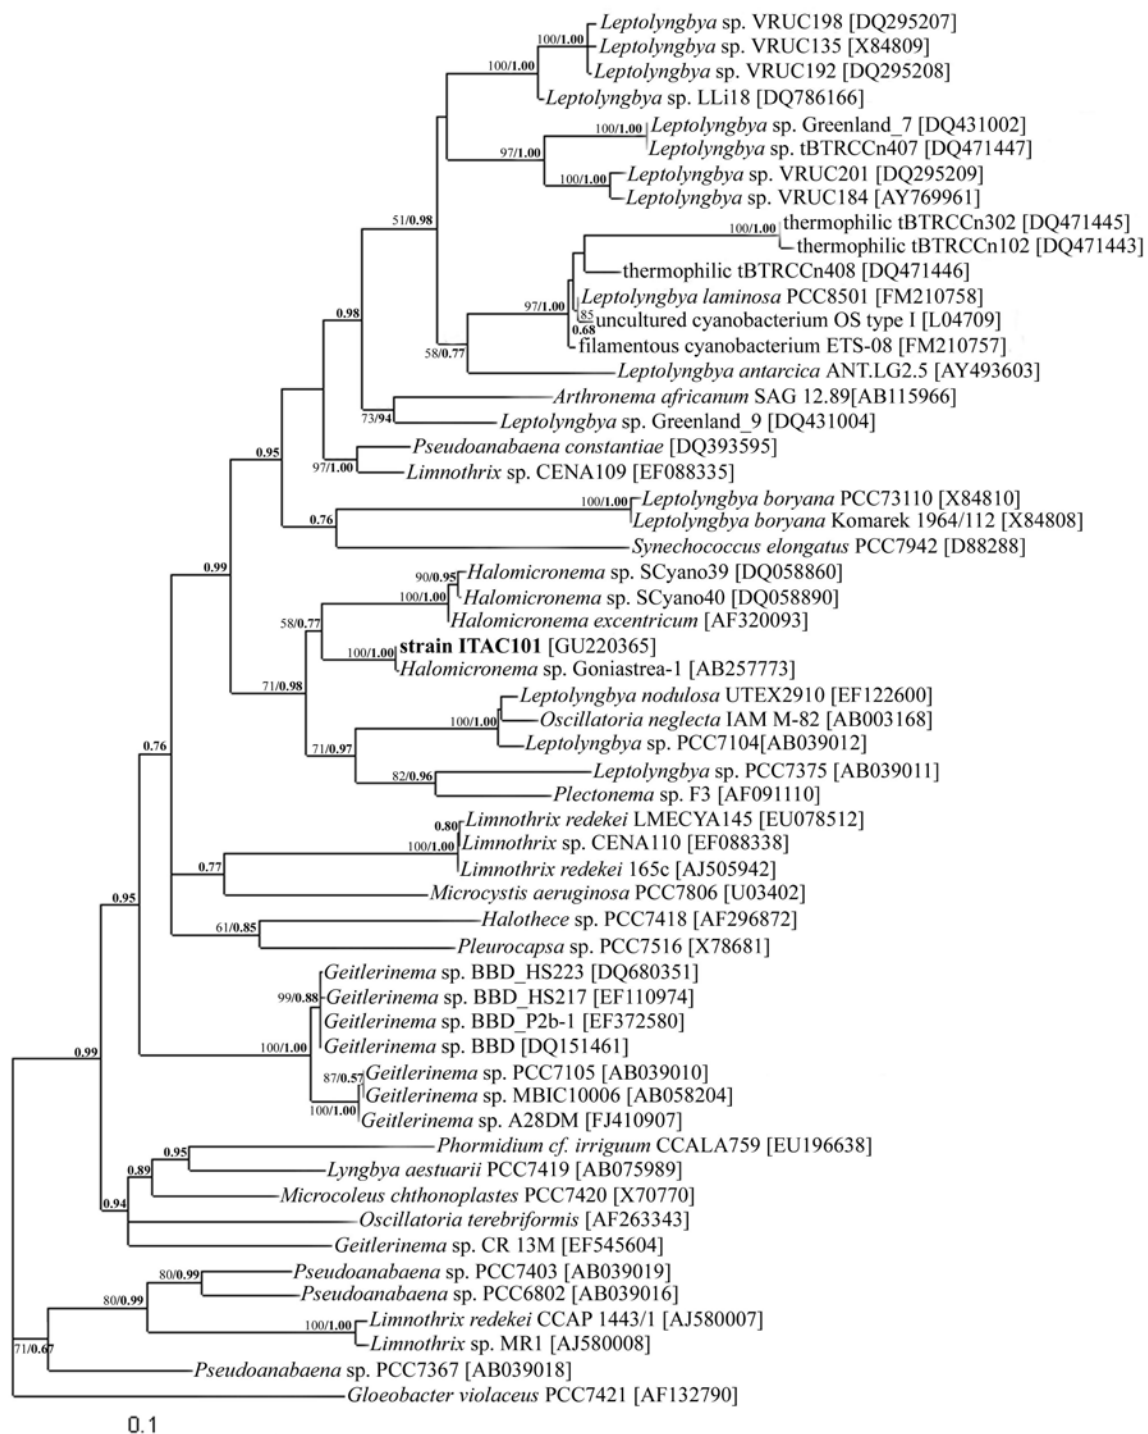 Leptolyngbya sp. VRUC198 [DQ295207]
100/1.00
Leptolyngbya sp. VRUC135 [X84809]
100/1.00
Leptolyngbya sp. VRUC192 [DQ295208]
Leptolyngbya sp. LLi18 [DQ786166]
100/1.00
Leptolyngbya sp. Greenland_7 [DQ431002]
Leptolyngbya sp. tBTRCCn407 [DQ471447]
97/1.00
Leptolyngbya sp. VRUC201 [DQ295209]
100/1.00
Leptolyngbya sp. VRUC184 [AY769961]
51/0.98
thermophilic tBTRCCn302 [DQ471445]
100/1.00
thermophilic tBTRCCn102 [DQ471443]
thermophilic tBTRCCn408 [DQ471446]
Leptolyngbya laminosa PCC8501 [FM210758]
97/1.00
85
uncultured cyanobacterium OS type I [L04709]
0.68
0.98
filamentous cyanobacterium ETS-08 [FM210757]
58/0.77
Leptolyngbya antarcica ANT.LG2.5 [AY493603]
Arthronema africanum SAG 12.89[AB115966]
73/94
Leptolyngbya sp. Greenland_9 [DQ431004]
Pseudoanabaena constantiae [DQ393595]
0.95
97/1.00
Limnothrix sp. CENA109 [EF088335]
100/1.00
Leptolyngbya boryana PCC73110 [X84810]
0.76
Leptolyngbya boryana Komarek 1964/112 [X84808]
Synechococcus elongatus PCC7942 [D88288]
0.99
90/0.95
Halomicronema sp. SCyano39 [DQ058860]
100/1.00
Halomicronema sp. SCyano40 [DQ058890]
58/0.77
Halomicronema excentricum [AF320093]
strain ITAC101 [GU220365]
100/1.00
Halomicronema sp. Goniastrea-1 [AB257773]
71/0.98
Leptolyngbya nodulosa UTEX2910 [EF122600]
100/1.00
Oscillatoria neglecta IAM M-82 [AB003168]
0.76
71/0.97
Leptolyngbya sp. PCC7104[AB039012]
82/0.96
Leptolyngbya sp. PCC7375 [AB039011]
Plectonema sp. F3 [AF091110]
0.80
Limnothrix redekei LMECYA145 [EU078512]
100/1.00
Limnothrix sp. CENA110 [EF088338]
0.77
Limnothrix redekei 165c [AJ505942]
Microcystis aeruginosa PCC7806 [U03402]
0.95
61/0.85
Halothece sp. PCC7418 [AF296872]
Pleurocapsa sp. PCC7516 [X78681]
Geitlerinema sp. BBD_HS223 [DQ680351]
99/0.88
Geitlerinema sp. BBD_HS217 [EF110974]
Geitlerinema sp. BBD_P2b-1 [EF372580]
100/1.00
Geitlerinema sp. BBD [DQ151461]
0.99
87/0.57
Geitlerinema sp. PCC7105 [AB039010]
Geitlerinema sp. MBIC10006 [AB058204]
100/1.00
Geitlerinema sp. A28DM [FJ410907]
0.95
Phormidium cf. irriguum CCALA759 [EU196638]
0.89
Lyngbya aestuarii PCC7419 [AB075989]
Microcoleus chthonoplastes PCC7420 [X70770]
0.94
Oscillatoria terebriformis [AF263343]
Geitlerinema sp. CR 13M [EF545604]
80/0.99
Pseudoanabaena sp. PCC7403 [AB039019]
80/0.99
Pseudoanabaena sp. PCC6802 [AB039016]
Limnothrix redekei CCAP 1443/1 [AJ580007]
100/1.00
Limnothrix sp. MR1 [AJ580008]
71/0.67
Pseudoanabaena sp. PCC7367 [AB039018]
Gloeobacter violaceus PCC7421 [AF132790]
0.1